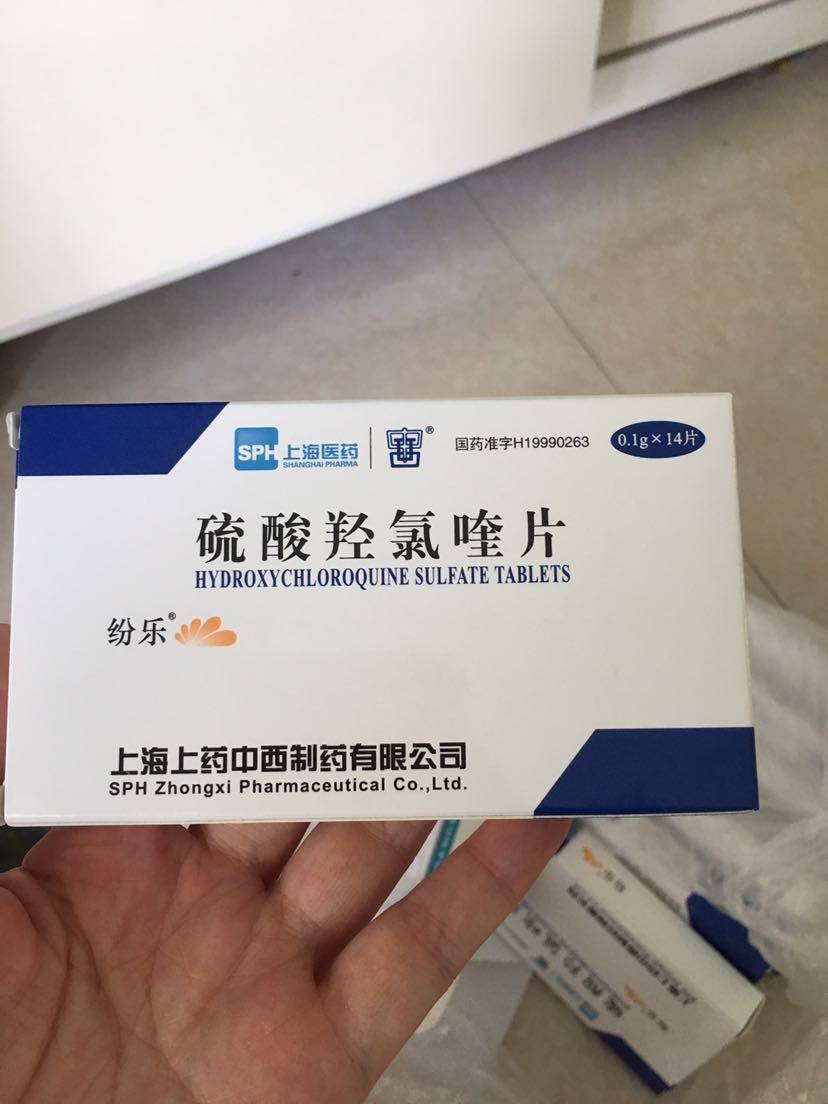 SPH 上海医药
SHANGHAI PHARMA
®
国药准字H19990263
0.1g×14片
硫酸羟氯喹片
HYDROXYCHLOROQUINE SULFATE TABLETS
纷乐®
上海上药中西制药有限公司
SPH Zhongxi Pharmaceutical Co.,Ltd.